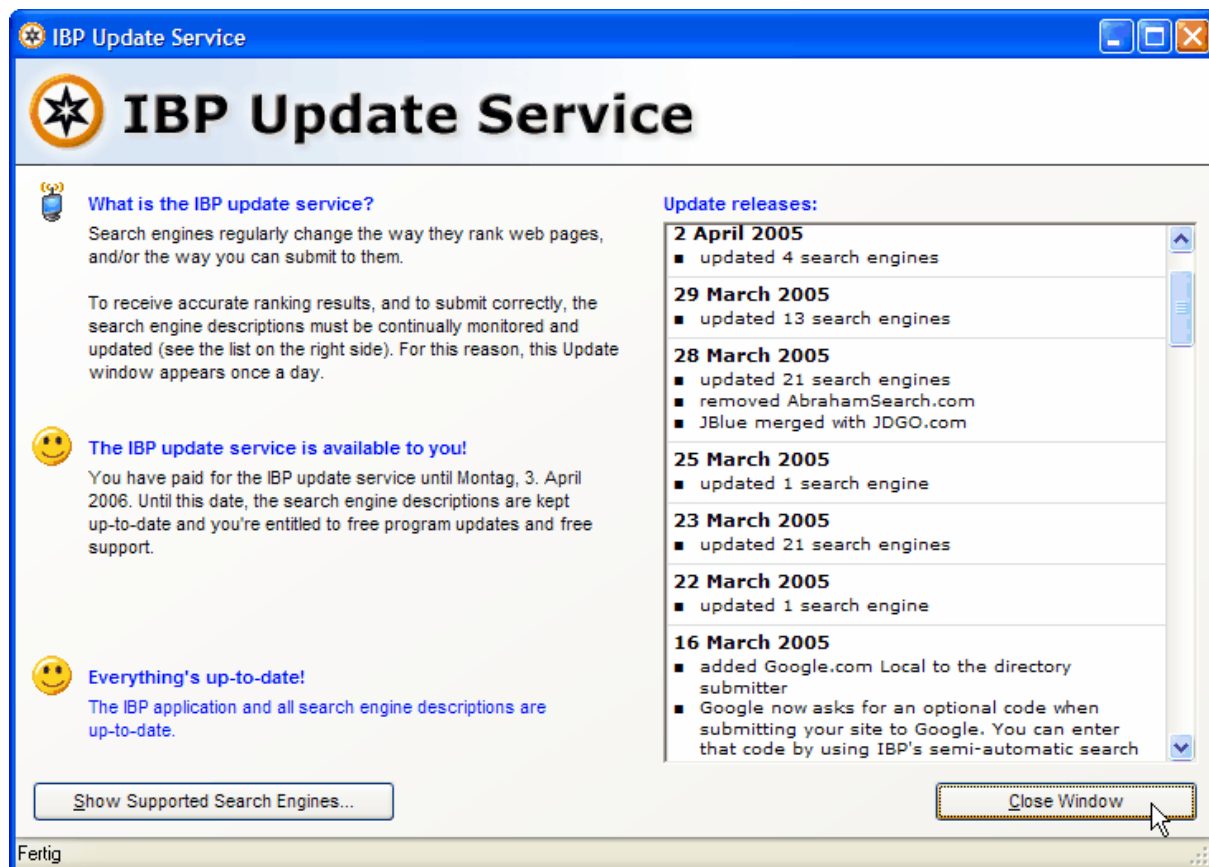 IBP Update Service
IBP Update Service
What is the IBP update service?
Search engines regularly change the way they rank web pages,
and/or the way you can submit to them.
To receive accurate ranking results, and to submit correctly, the
search engine descriptions must be continually monitored and
updated (see the list on the right side). For this reason, this Update
window appears once a day.
The IBP update service is available to you!
You have paid for the IBP update service until Montag, 3. April
2006. Until this date, the search engine descriptions are kept
up-to-date and you're entitled to free program updates and free
support.
Everything's up-to-date!
The IBP application and all search engine descriptions are
up-to-date.
Update releases:
2 April 2005
▪ updated 4 search engines
29 March 2005
▪ updated 13 search engines
28 March 2005
▪ updated 21 search engines
▪ removed AbrahamSearch.com
▪ JBlue merged with JDGO.com
25 March 2005
▪ updated 1 search engine
23 March 2005
▪ updated 21 search engines
22 March 2005
▪ updated 1 search engine
16 March 2005
▪ added Google.com Local to the directory
submitter
▪ Google now asks for an optional code when
submitting your site to Google. You can enter
that code by using IBP's semi-automatic search
Show Supported Search Engines...
Close Window
Fertig